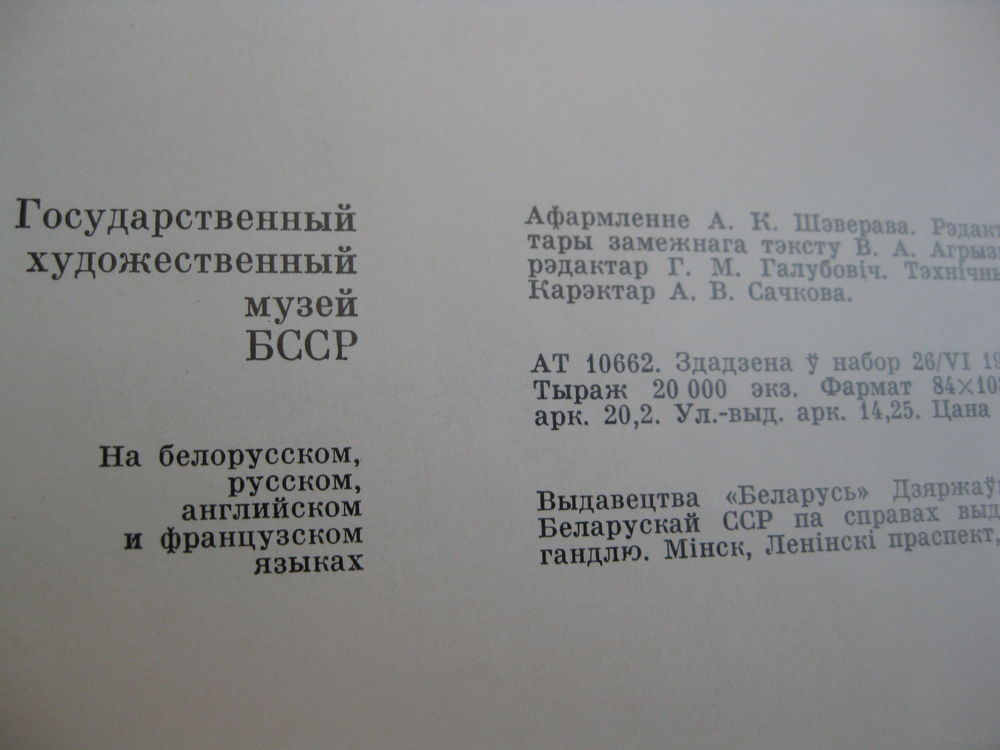 Государственный
художественный
музей
БССР
На белорусском,
русском,
английском
и французском
языках
Афармленне А. К. Шэверава.
тары замежнага тэксту В. А.
рэдактар Г. М. Галубовіч.
Карэктар А. В. Сачкова.
АТ 10662. Здадзена ў набор 26/VI
Тыраж 20 000 экз. Фармат
арк. 20,2. Ул.-выд. арк. 14,25. Цана
Выдавецтва «Беларусь»
Беларускай ССР па справах
гандлю. Мінск, Ленінскі праспект,